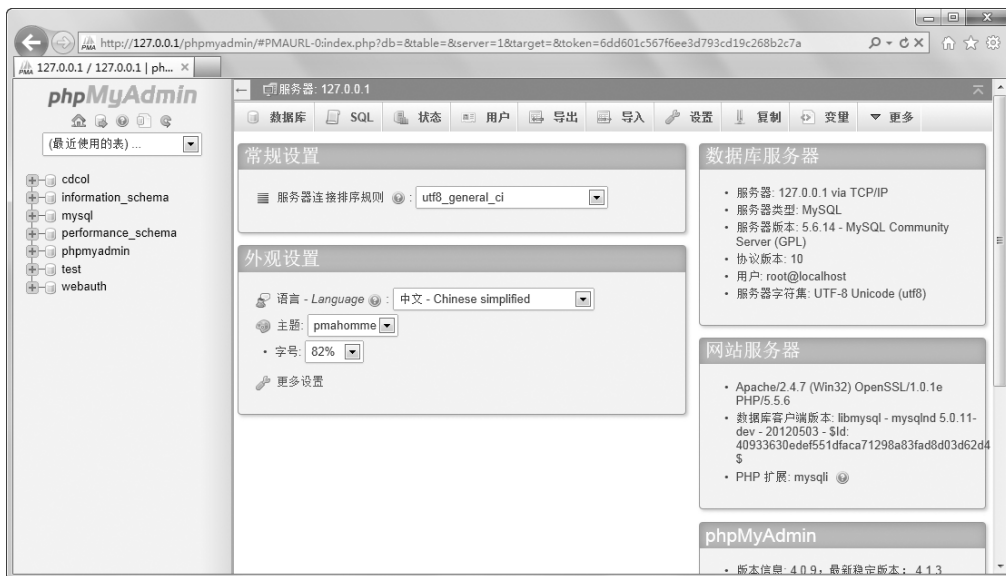 http://127.0.0.1/phpmyadmin/#PMAURL-0:index.php?db=&table=&server=1&target=&token=6dd601c567f6ee3d793cd19c268b2c7a
127.0.0.1 / 127.0.0.1 | ph...
phpMyAdmin
(最近使用的表) ...
cdcol
information_schema
mysql
performance_schema
phpmyadmin
test
webauth
服务器: 127.0.0.1
数据库 SQL 状态 用户 导出 导入 设置 复制 变量 更多
常规设置
服务器连接排序规则 : utf8_general_ci
外观设置
语言 - Language : 中文 - Chinese simplified
主题: pmahomme
• 字号: 82%
更多设置
数据库服务器
• 服务器: 127.0.0.1 via TCP/IP
• 服务器类型: MySQL
• 服务器版本: 5.6.14 - MySQL Community
Server (GPL)
• 协议版本: 10
• 用户: root@localhost
• 服务器字符集: UTF-8 Unicode (utf8)
网站服务器
• Apache/2.4.7 (Win32) OpenSSL/1.0.1e
PHP/5.5.6
• 数据库客户端版本: libmysql - mysqlnd 5.0.11-
dev - 20120503 - $Id:
40933630edef551dfaca71298a83fad8d03d62d4
$
• PHP 扩展: mysqli
phpMyAdmin
• 版本信息: 4.0.9, 最新稳定版本: 4.1.3